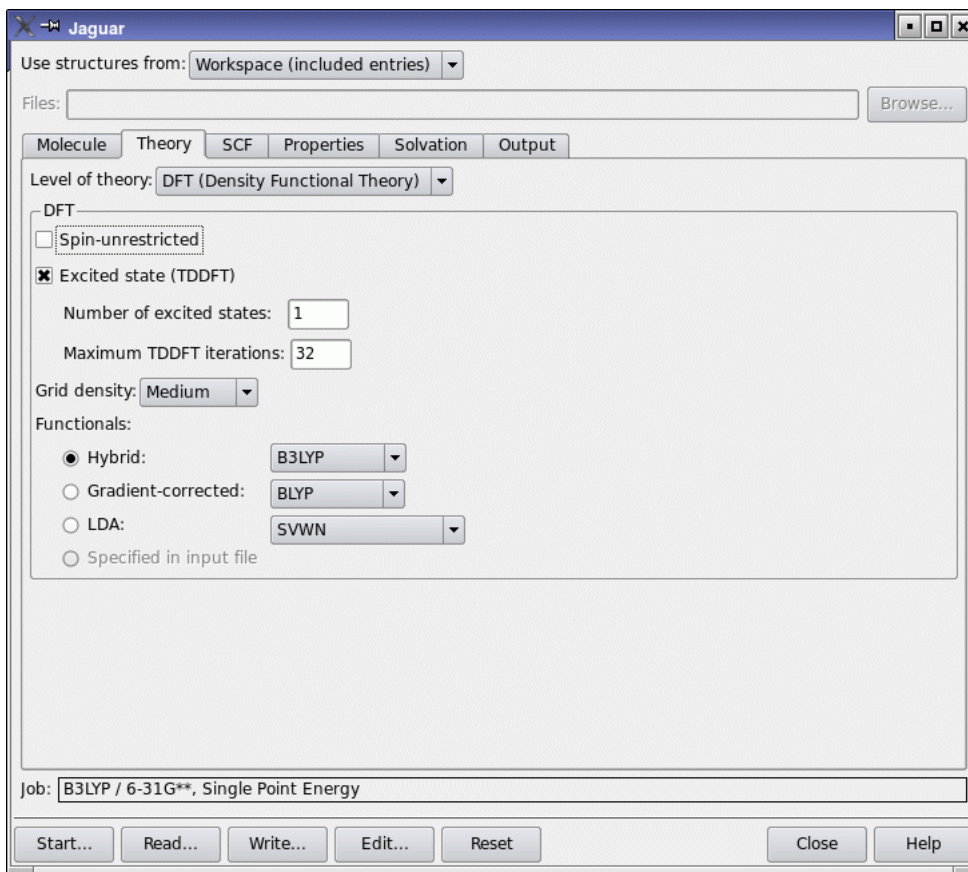 Jaguar
Use structures from: Workspace (included entries)
Files: Browse...
Molecule Theory SCF Properties Solvation Output
Level of theory: DFT (Density Functional Theory)
DFT
Spin-unrestricted
Excited state (TDDFT)
Number of excited states: 1
Maximum TDDFT iterations: 32
Grid density: Medium
Functionals:
Hybrid: B3LYP
Gradient-corrected: BLYP
LDA: SVWN
Specified in input file
Job: B3LYP / 6-31G**, Single Point Energy
Start... Read... Write... Edit... Reset Close Help